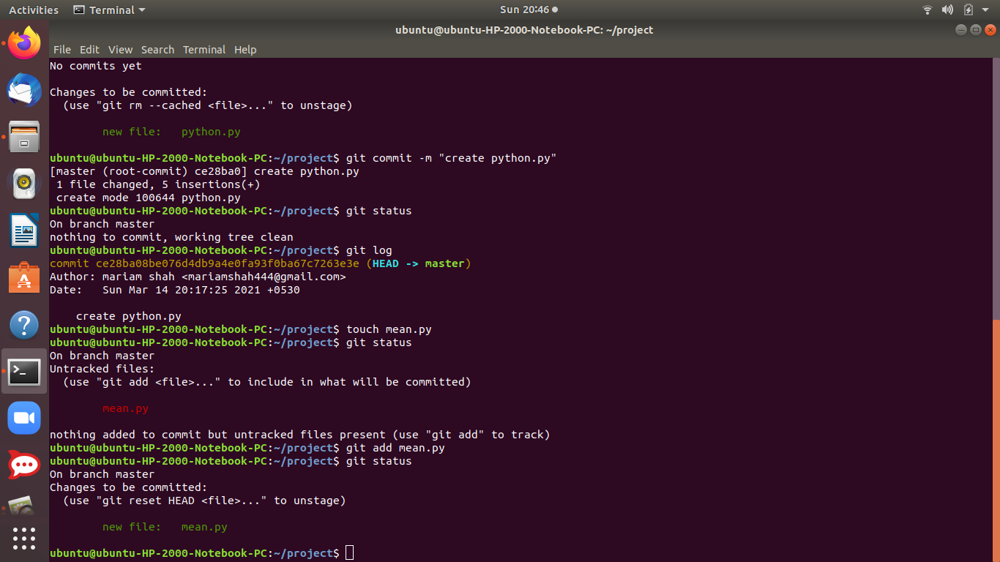 Activities Terminal Sun 20:46
ubuntu@ubuntu-HP-2000-Notebook-PC: ~/project
File Edit View Search Terminal Help
No commits yet
Changes to be committed:
  (use "git rm --cached <file>..." to unstage)
        new file:   python.py
ubuntu@ubuntu-HP-2000-Notebook-PC:~/project$ git commit -m "create python.py"
[master (root-commit) ce28ba0] create python.py
 1 file changed, 5 insertions(+)
 create mode 100644 python.py
ubuntu@ubuntu-HP-2000-Notebook-PC:~/project$ git status
On branch master
nothing to commit, working tree clean
ubuntu@ubuntu-HP-2000-Notebook-PC:~/project$ git log
commit ce28ba08be076d4db9a4e0fa93f0ba67c7263e3e (HEAD -> master)
Author: mariam shah <mariamshah444@gmail.com>
Date:   Sun Mar 14 20:17:25 2021 +0530
    create python.py
ubuntu@ubuntu-HP-2000-Notebook-PC:~/project$ touch mean.py
ubuntu@ubuntu-HP-2000-Notebook-PC:~/project$ git status
On branch master
Untracked files:
  (use "git add <file>..." to include in what will be committed)
        mean.py
nothing added to commit but untracked files present (use "git add" to track)
ubuntu@ubuntu-HP-2000-Notebook-PC:~/project$ git add mean.py
ubuntu@ubuntu-HP-2000-Notebook-PC:~/project$ git status
On branch master
Changes to be committed:
  (use "git reset HEAD <file>..." to unstage)
        new file:   mean.py
ubuntu@ubuntu-HP-2000-Notebook-PC:~/project$